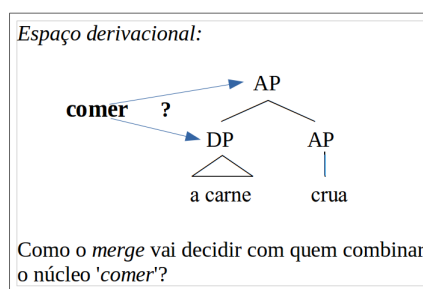 Espaço derivacional:
AP
comer ?
DP AP
a carne crua
Como o merge vai decidir com quem combinar
o núcleo 'comer'?